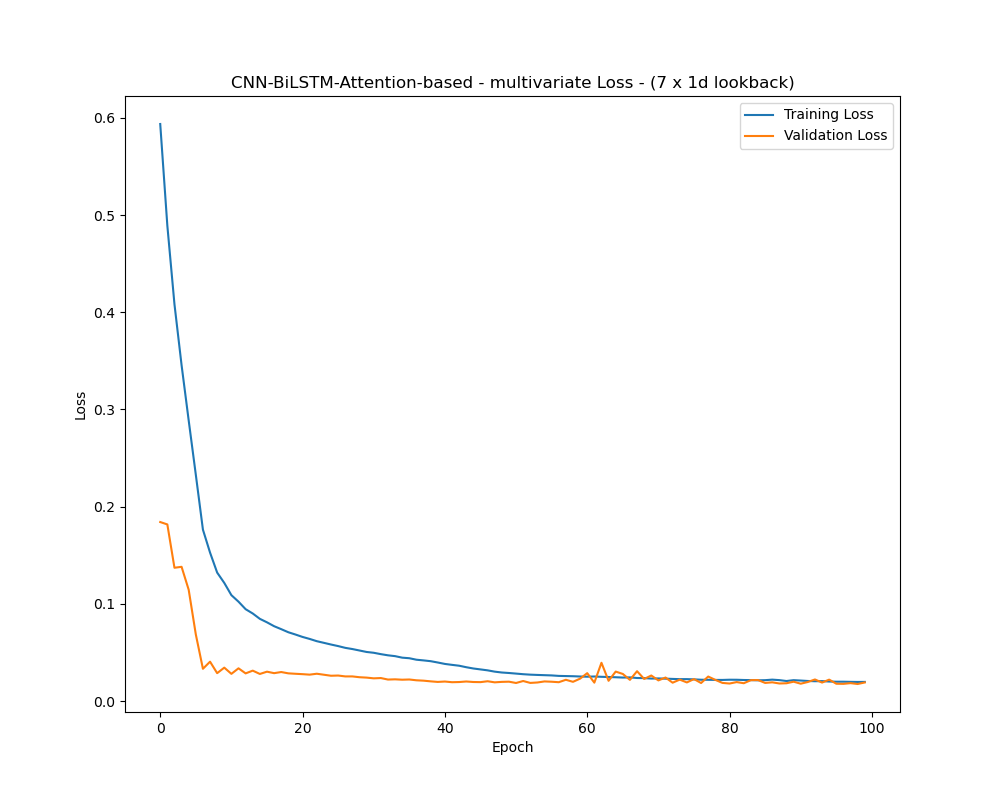 CNN-BiLSTM-Attention-based - multivariate Loss - (7 x 1d lookback)
Training Loss
Validation Loss
0.6
0.5
0.4
0.3
0.2
0.1
0.0
Loss
0 20 40 60 80 100
Epoch